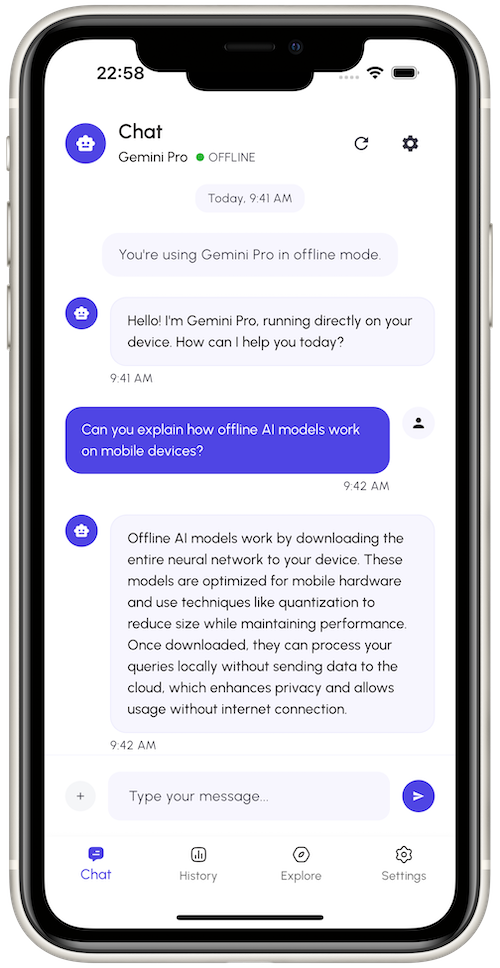 22:58
Chat
Gemini Pro OFFLINE
Today, 9:41 AM
You're using Gemini Pro in offline mode.
Hello! I'm Gemini Pro, running directly on your
device. How can I help you today?
9:41 AM
Can you explain how offline AI models work
on mobile devices?
9:42 AM
Offline AI models work by downloading the
entire neural network to your device. These
models are optimized for mobile hardware
and use techniques like quantization to
reduce size while maintaining performance.
Once downloaded, they can process your
queries locally without sending data to the
cloud, which enhances privacy and allows
usage without internet connection.
9:42 AM
Type your message...
Chat History Explore Settings